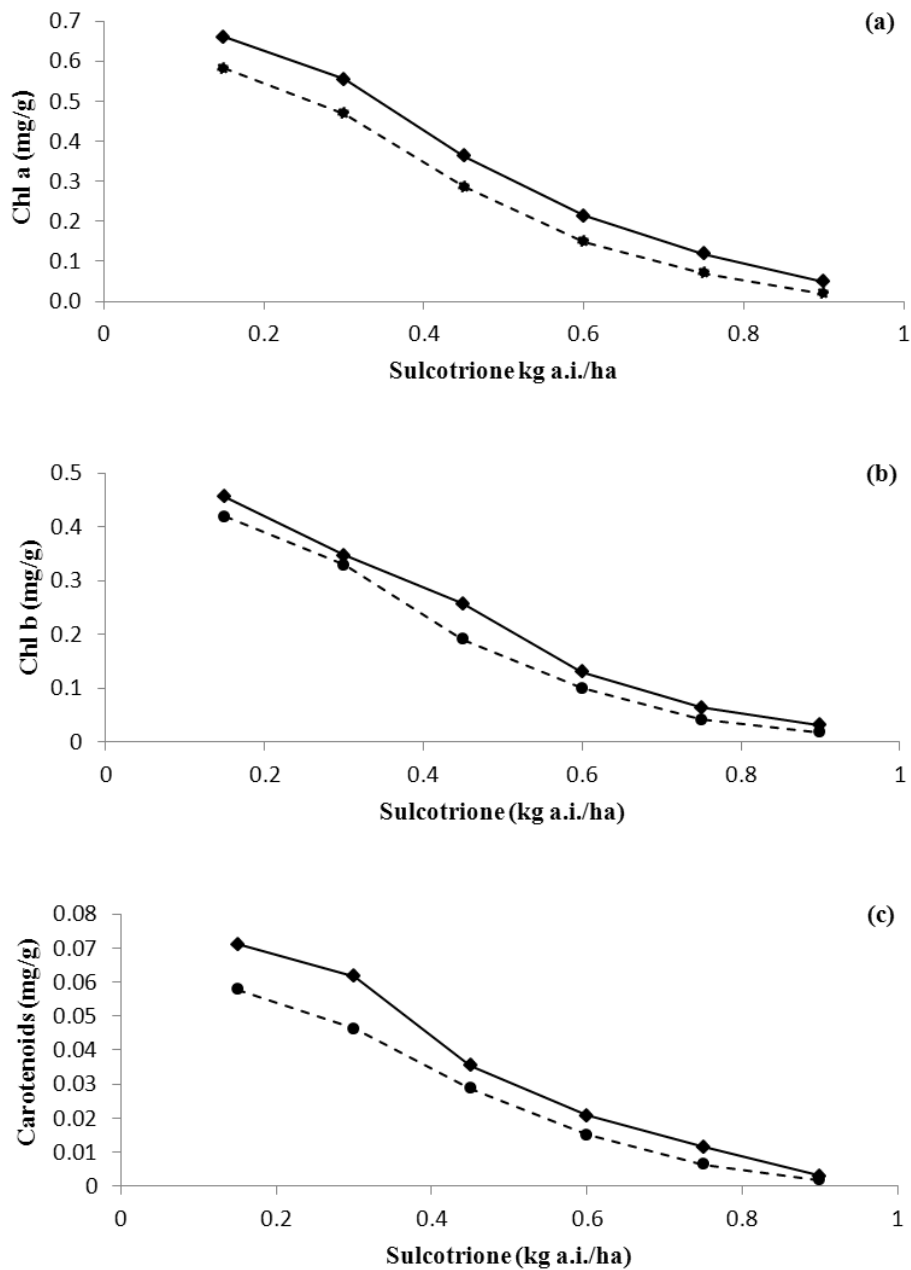 (a)
0.7
0.6
0.5
0.4
0.3
0.2
0.1
0.0
Chl a (mg/g)
0 0.2 0.4 0.6 0.8 1
Sulcotrione kg a.i./ha
(b)
0.5
0.4
0.3
0.2
0.1
0
Chl b (mg/g)
0 0.2 0.4 0.6 0.8 1
Sulcotrione (kg a.i./ha)
(c)
0.08
0.07
0.06
0.05
0.04
0.03
0.02
0.01
0
Carotenoids (mg/g)
0 0.2 0.4 0.6 0.8 1
Sulcotrione (kg a.i./ha)